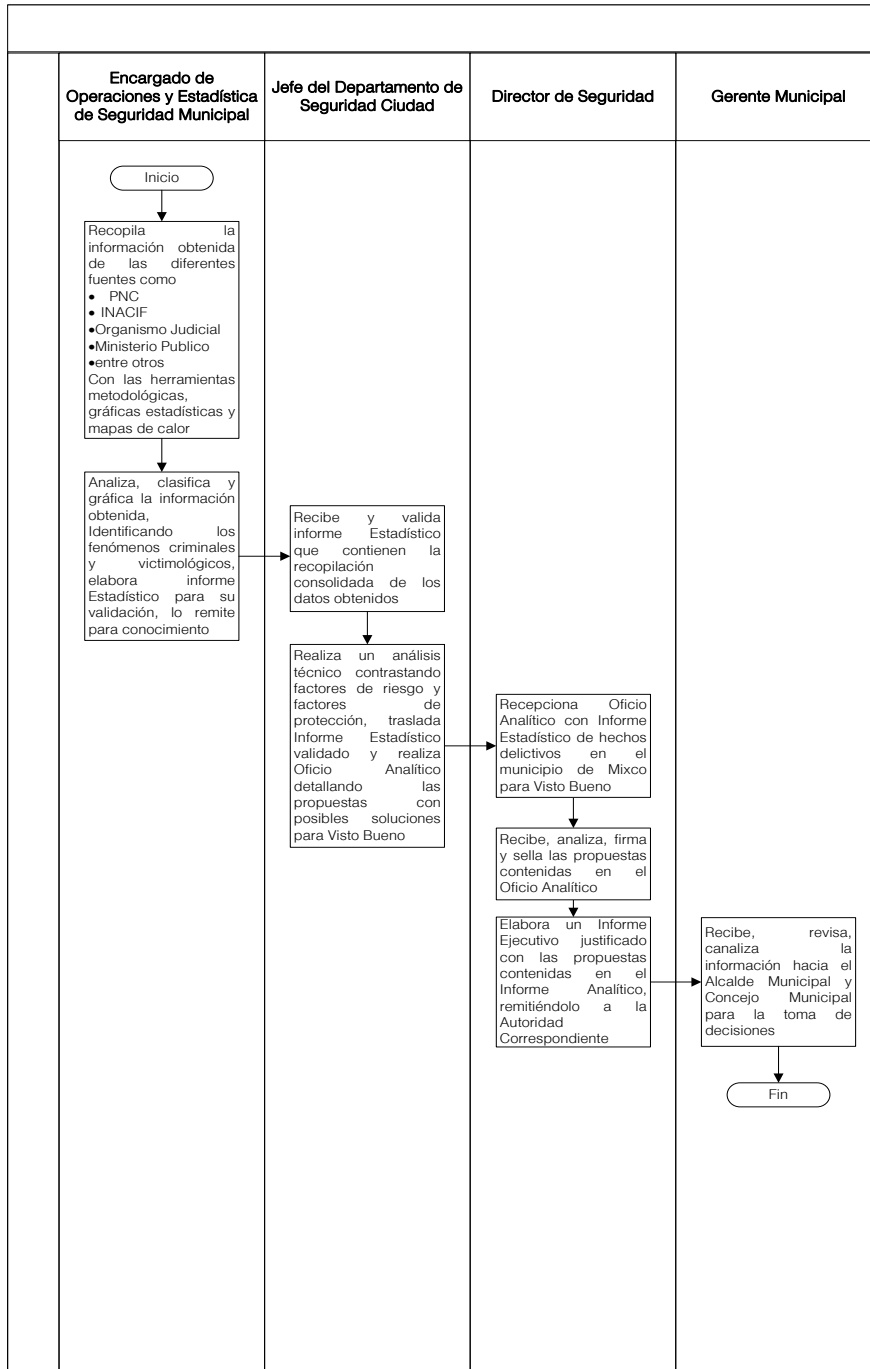 Encargado de
Operaciones y Estadística
de Seguridad Municipal
Jefe del Departamento de
Seguridad Ciudad
Director de Seguridad
Gerente Municipal
Inicio
Recopila la
información obtenida
de las diferentes
fuentes como
• PNC
• INACIF
•Organismo Judicial
•Ministerio Publico
•entre otros
Con las herramientas
metodológicas,
gráficas estadísticas y
mapas de calor
Analiza, clasifica y
gráfica la información
obtenida,
Identificando los
fenómenos criminales
y victimológicos,
elabora informe
Estadístico para su
validación, lo remite
para conocimiento
Recibe y valida
informe Estadístico
que contienen la
recopilación
consolidada de los
datos obtenidos
Realiza un análisis
técnico contrastando
factores de riesgo y
factores de
protección, traslada
Informe Estadístico
validado y realiza
Oficio Analítico
detallando las
propuestas con
posibles soluciones
para Visto Bueno
Recepciona Oficio
Analítico con Informe
Estadístico de hechos
delictivos en el
municipio de Mixco
para Visto Bueno
Recibe, analiza, firma
y sella las propuestas
contenidas en el
Oficio Analítico
Elabora un Informe
Ejecutivo justificado
con las propuestas
contenidas en el
Informe Analítico,
remitiéndolo a la
Autoridad
Correspondiente
Recibe, revisa,
canaliza la
información hacia el
Alcalde Municipal y
Concejo Municipal
para la toma de
decisiones
Fin